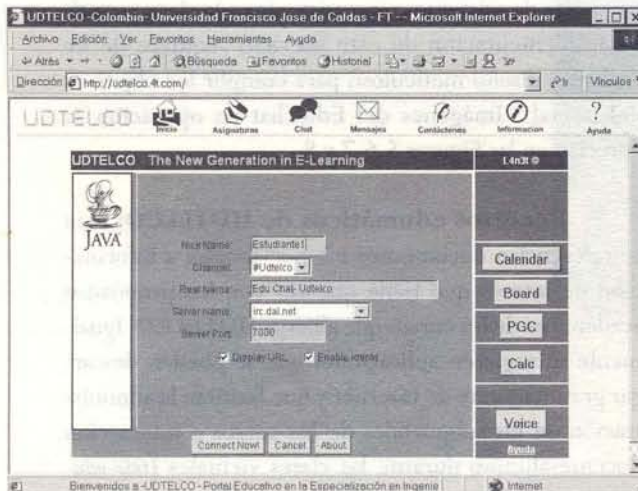 UDTELCO -Colombia- Universidnd Francisco Jose de Caldas - FT -- Microsoft Internet Explorer
Archivo Edición Ver Favoritos Herramientas Ayuda
Atrás Búsqueda Favoritos Historial
Dirección http://udtelco.4t.com/ Vínculos
UDTELCO Inicio Asignaturas Chat Mensajes Contáctenos Informacion Ayuda
UDTELCO The New Generation in E-Learning L4n3t ©
JAVA
Nick Name: Estudiante1
Channel: #Udtelco
Real Name: Edu Chat- Udtelco
Server name: irc.dal.net
Server Port: 7000
Display URL Enable
Connect Now! Cancel About
Calendar
Board
PGC
Calc
Voice
Ayuda
Bienvenidos a -UDTELCO - Portal Educativo en la Especialización en Ingenie Internet